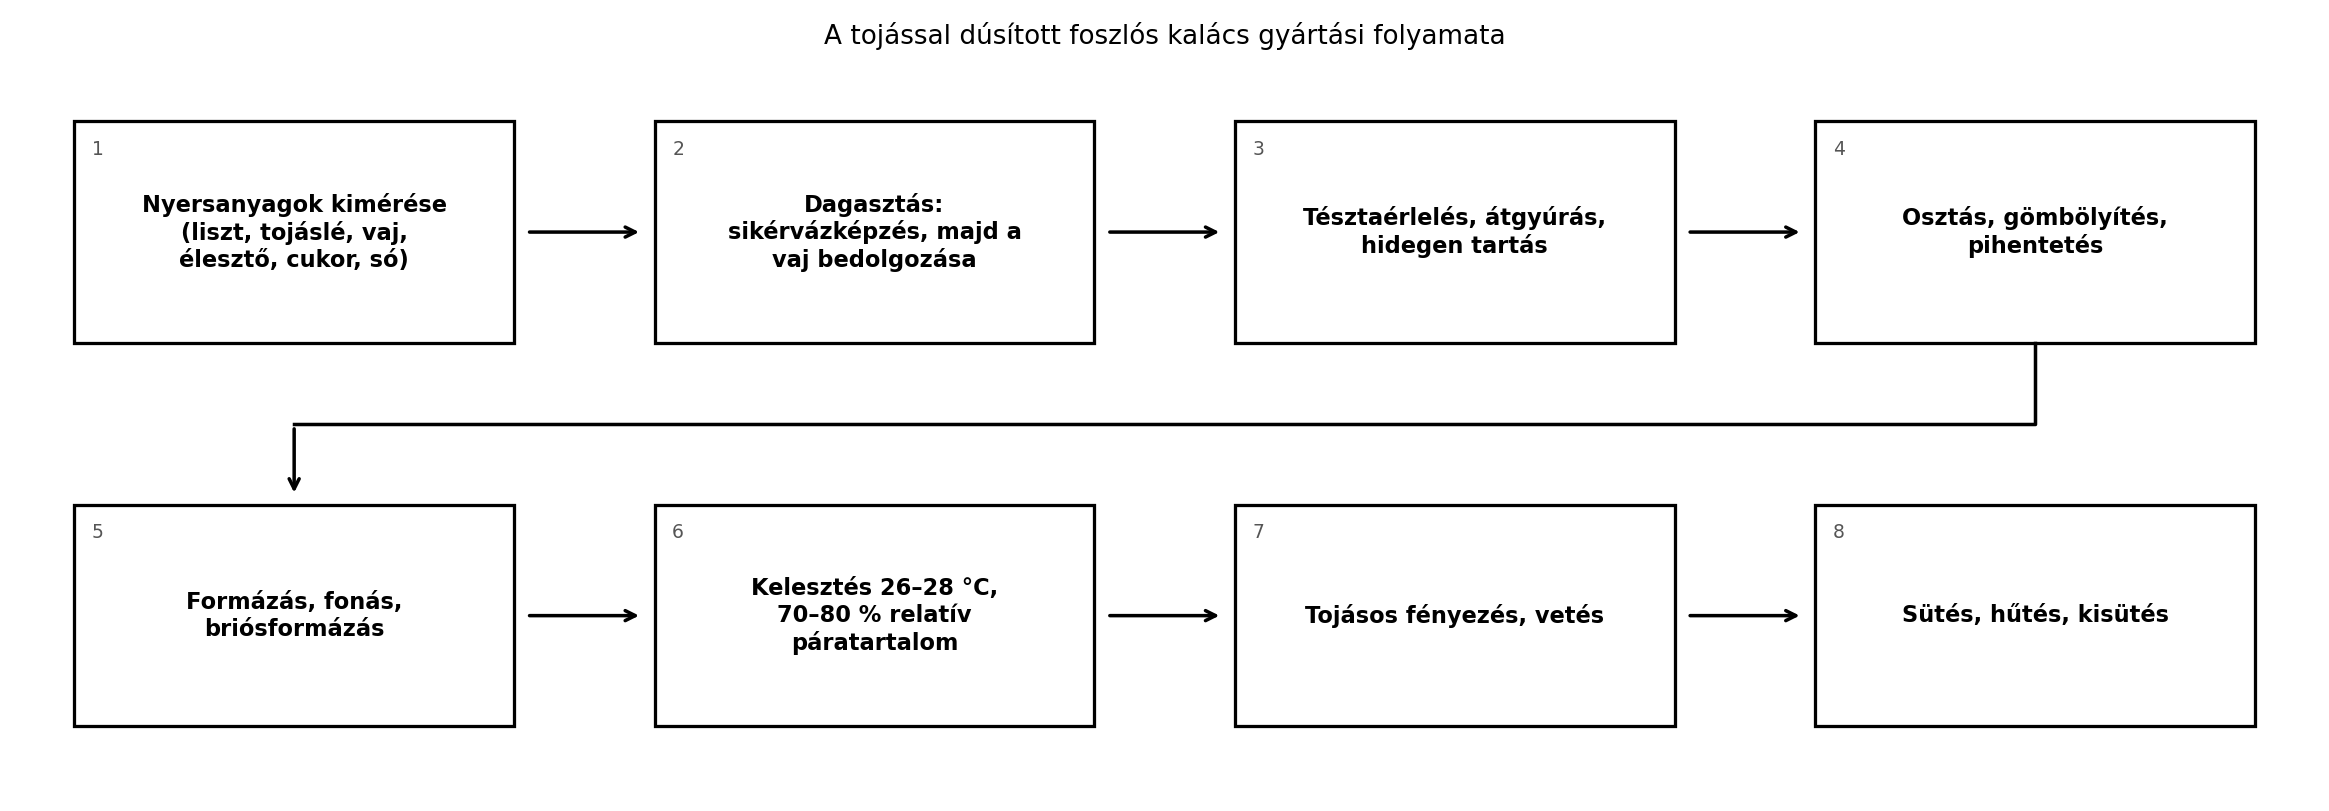 A tojással dúsított foszlós kalács gyártási folyamata
1
Nyersanyagok kimérése
(liszt, tojáslé, vaj,
élesztő, cukor, só)
2
Dagasztás:
sikérvázképzés, majd a
vaj bedolgozása
3
Tésztaérlelés, átgyúrás,
hidegen tartás
4
Osztás, gömbölyítés,
pihentetés
5
Formázás, fonás,
briósformázás
6
Kelesztés 26–28 °C,
70–80 % relatív
páratartalom
7
Tojásos fényezés, vetés
8
Sütés, hűtés, kisütés